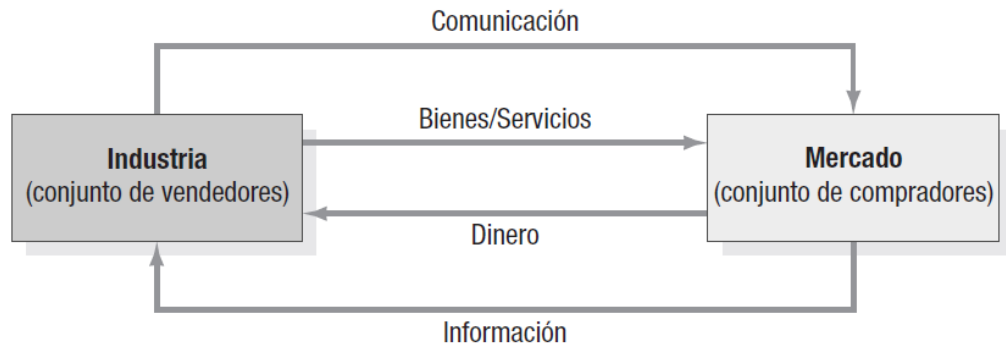 Comunicación
Bienes/Servicios
Industria
(conjunto de vendedores)
Mercado
(conjunto de compradores)
Dinero
Información